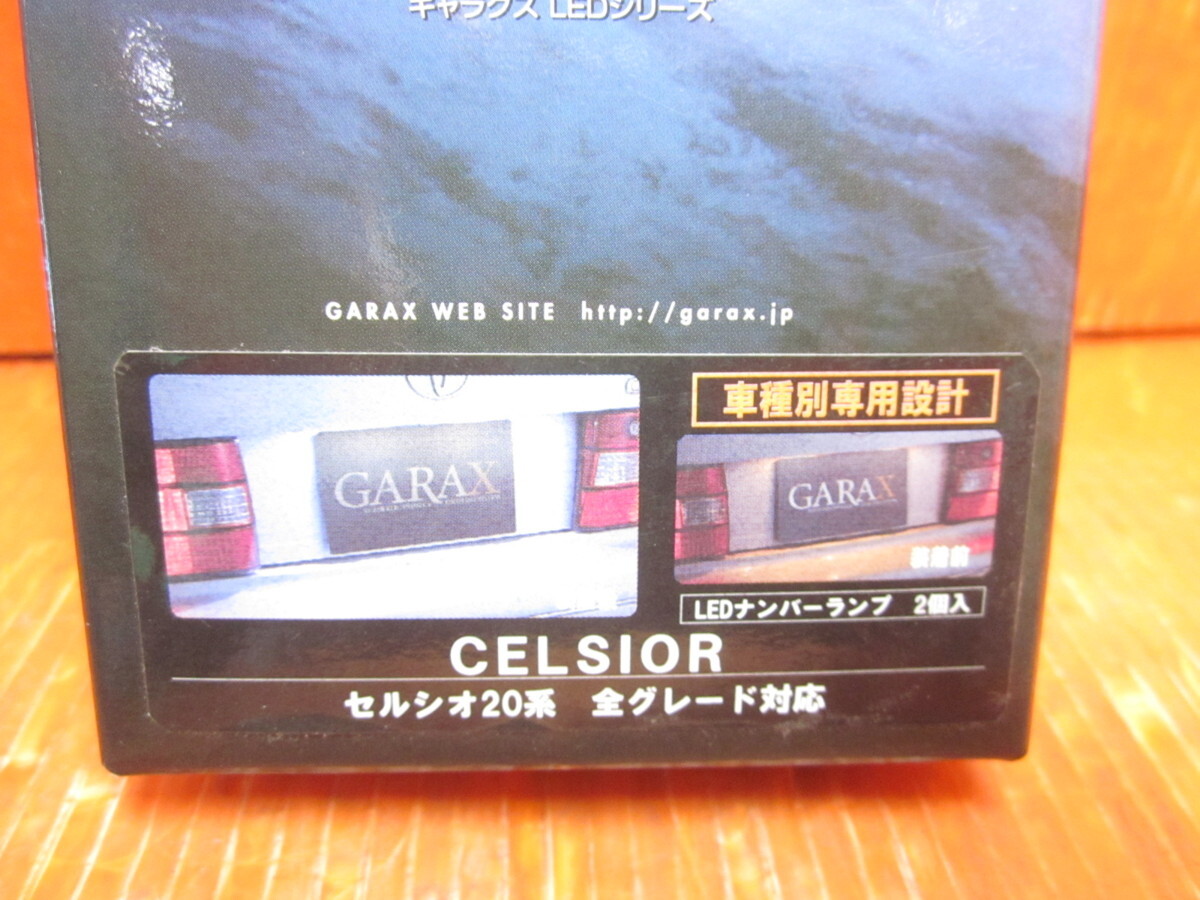 ギャラクス LEDシリーズ
GARAX WEB SITE http://garax.jp
車種別専用設計
GARAX
GARAX
装着前
LEDナンバーランプ 2個入
CELSIOR
セルシオ20系 全グレード対応